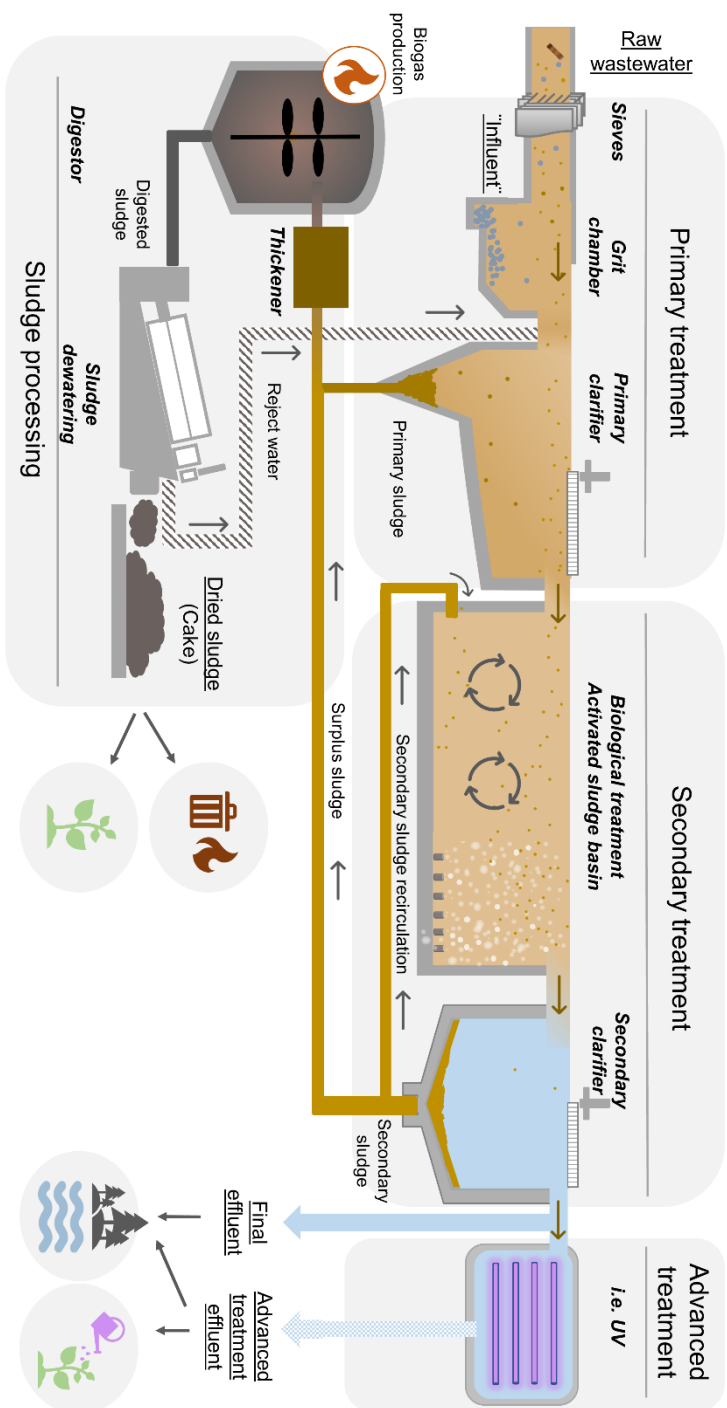 Primary treatment
Secondary treatment
Advanced
treatment
Raw
wastewater
Sieves
Grit
chamber
Primary
clarifier
Biological treatment
Activated sludge basin
Secondary
clarifier
i.e. UV
¨Influent¨
Primary sludge
Secondary sludge recirculation
Secondary
sludge
Surplus sludge
Biogas
production
Thickener
Reject water
Digested
sludge
Dried sludge
(Cake)
Final
effluent
Advanced
treatment
effluent
Digestor
Sludge
dewatering
Sludge processing